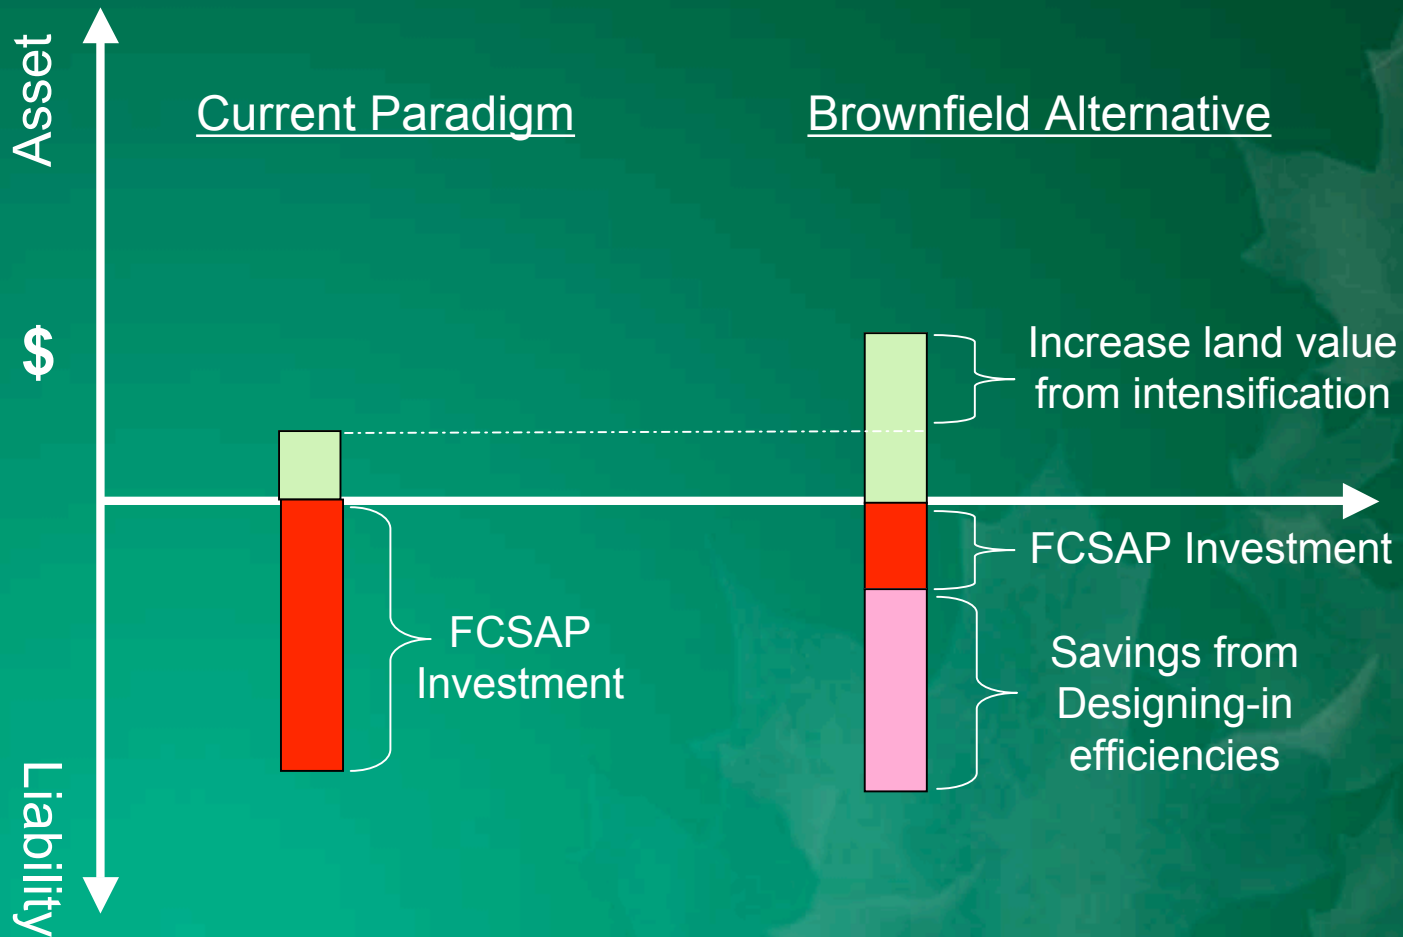 Asset
$
Liability
Current Paradigm
Brownfield Alternative
FCSAP
Investment
Increase land value
from intensification
FCSAP Investment
Savings from
Designing-in
efficiencies